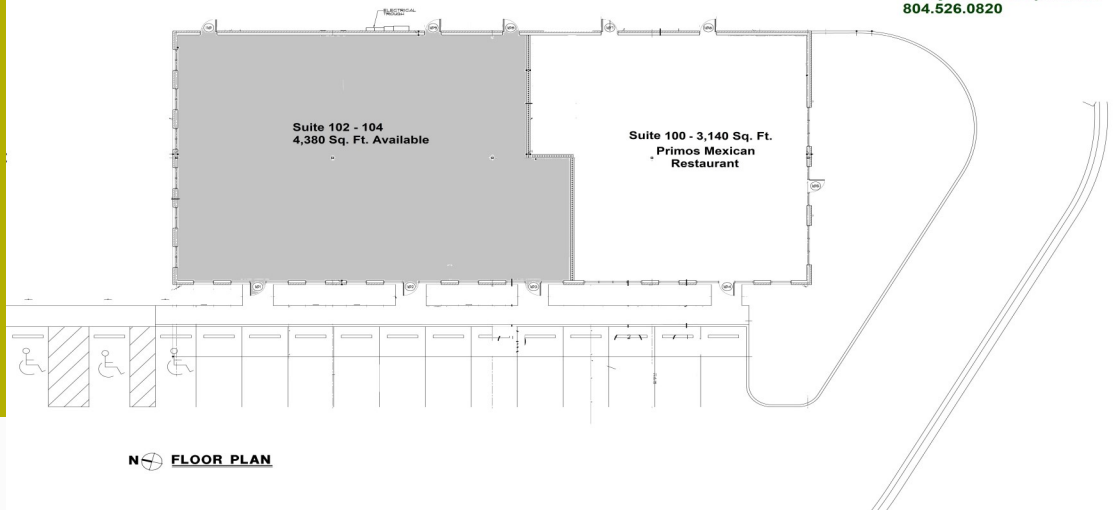 804.526.0820
ELECTRICAL
TROUGH
Suite 102 - 104
4,380 Sq. Ft. Available
Suite 100 - 3,140 Sq. Ft.
Primos Mexican
Restaurant
N FLOOR PLAN